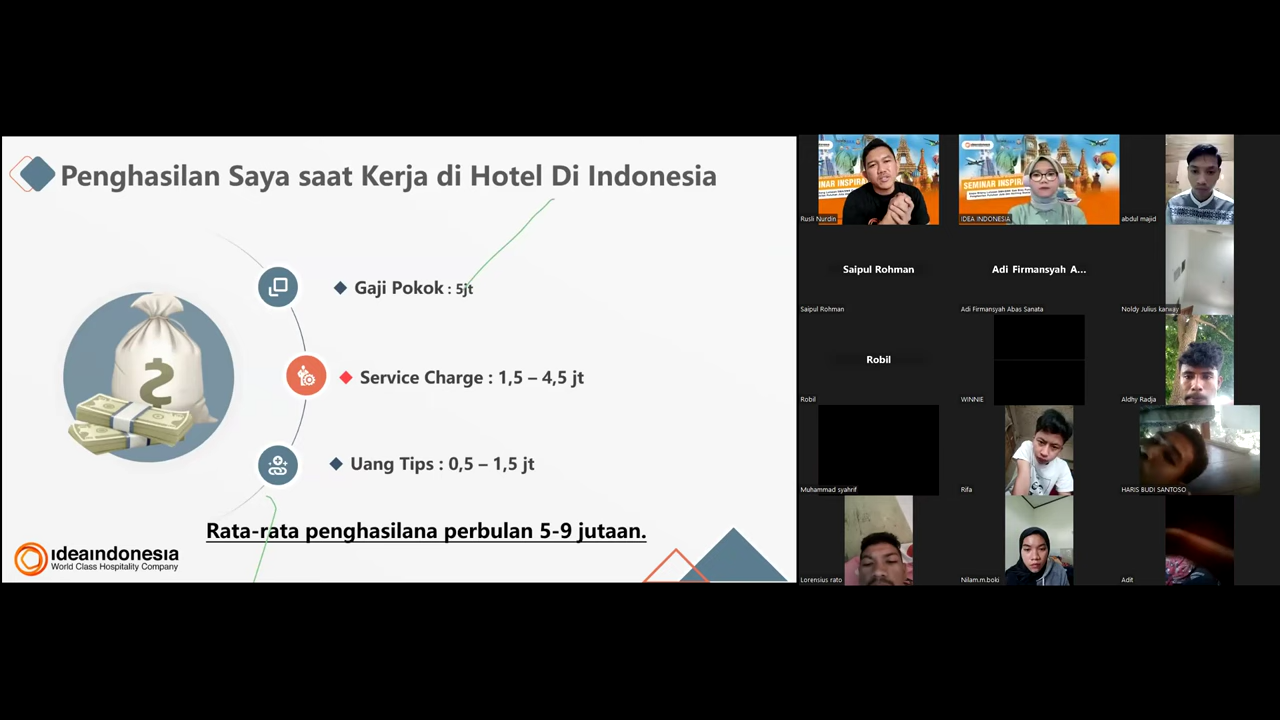 Penghasilan Saya saat Kerja di Hotel Di Indonesia
Gaji Pokok : 5jt
Service Charge : 1,5 – 4,5 jt
Uang Tips : 0,5 – 1,5 jt
Rata-rata penghasilana perbulan 5-9 jutaan.
ideaindonesia
World Class Hospitality Company
Rusli Nurdin
SEMINAR INSPIRA
IDEA INDONESIA
abdul majid
Saipul Rohman
Saipul Rohman
Adi Firmansyah A...
Adi Firmansyah Abas Sanata
Noldy Julius karway
Robil
Robil
WINNIE
Aldhy Radja
Muhammad syahrif
Rifa
HARIS BUDI SANTOSO
Lorensius rato
Nilam.m.boki
Adit